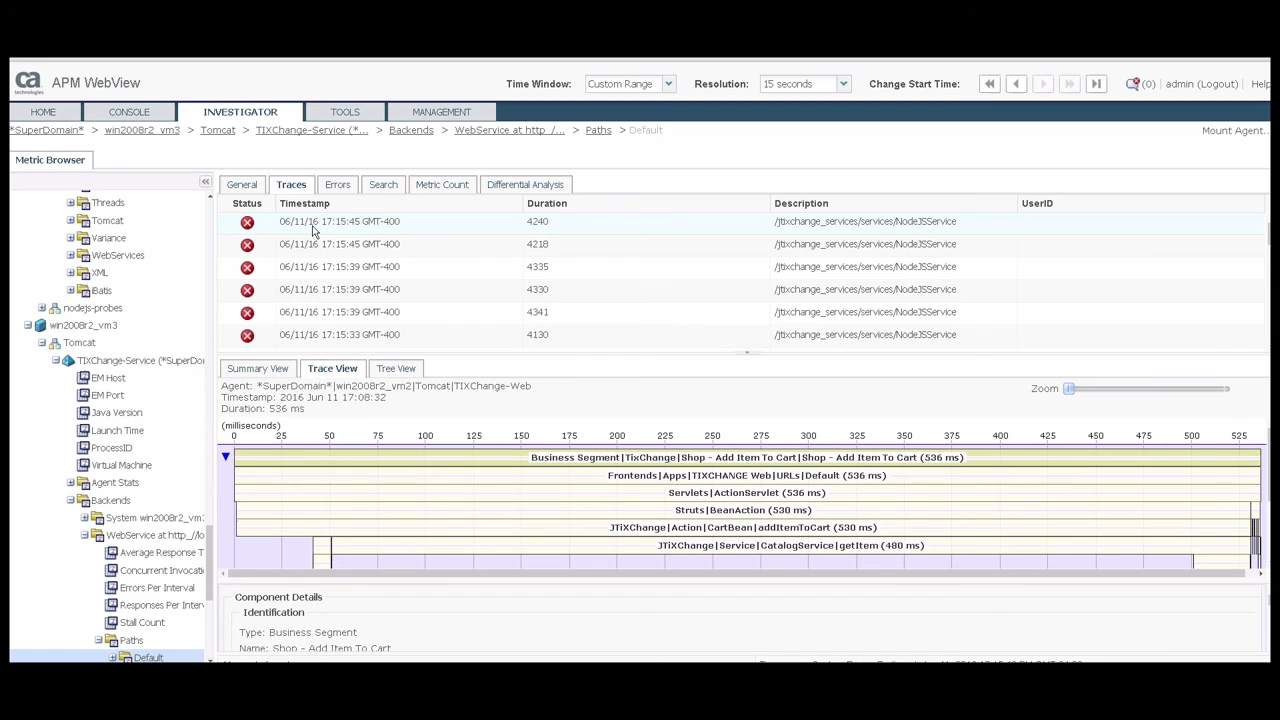 ca
technologies
APM WebView
Time Window: Custom Range Resolution: 15 seconds Change Start Time: (0) admin (Logout) Help
HOME CONSOLE INVESTIGATOR TOOLS MANAGEMENT
*SuperDomain* > win2008r2_vm3 > Tomcat > TIXChange-Service (*... > Backends > WebService at http_/... > Paths > Default Mount Agent...
Metric Browser
General Traces Errors Search Metric Count Differential Analysis
Status Timestamp Duration Description UserID
06/11/16 17:15:45 GMT-400 4240 /jtixchange_services/services/NodeJSService
06/11/16 17:15:45 GMT-400 4218 /jtixchange_services/services/NodeJSService
06/11/16 17:15:39 GMT-400 4335 /jtixchange_services/services/NodeJSService
06/11/16 17:15:39 GMT-400 4330 /jtixchange_services/services/NodeJSService
06/11/16 17:15:39 GMT-400 4341 /jtixchange_services/services/NodeJSService
06/11/16 17:15:33 GMT-400 4130 /jtixchange_services/services/NodeJSService
Threads
Tomcat
Variance
WebServices
XML
iBatis
nodejs-probes
win2008r2_vm3
Tomcat
TIXChange-Service (*SuperDom
EM Host
EM Port
Java Version
Launch Time
ProcessID
Virtual Machine
Agent Stats
Backends
System win2008r2_vm
WebService at http_//lo
Average Response T
Concurrent Invocati
Errors Per Interval
Responses Per Inter
Stall Count
Paths
Default
Summary View Trace View Tree View
Agent: *SuperDomain*|win2008r2_vm2|Tomcat|TIXChange-Web
Timestamp: 2016 Jun 11 17:08:32
Duration: 536 ms
Zoom
(milliseconds)
0 25 50 75 100 125 150 175 200 225 250 275 300 325 350 375 400 425 450 475 500 525
Business Segment|TixChange|Shop - Add Item To Cart|Shop - Add Item To Cart (536 ms)
Frontends|Apps|TIXCHANGE Web|URLs|Default (536 ms)
Servlets|ActionServlet (536 ms)
Struts|BeanAction (530 ms)
JTiXChange|Action|CartBean|addItemToCart (530 ms)
JTiXChange|Service|CatalogService|getItem (480 ms)
Component Details
Identification
Type: Business Segment
Name: Shop - Add Item To Cart